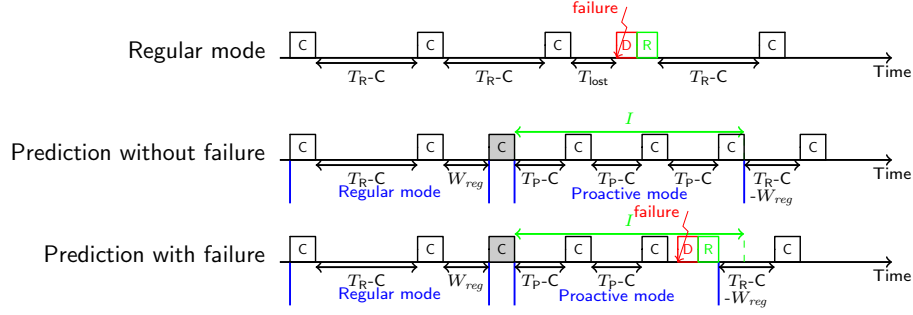 failure
Regular mode C C C D R C
T_R-C T_R-C T_lost T_R-C Time
I
Prediction without failure C C C C C C C
T_R-C W_reg T_P-C T_P-C T_P-C T_R-C Time
Regular mode Proactive mode -W_reg
failure
I
Prediction with failure C C C C C D R C
T_R-C W_reg T_P-C T_P-C T_R-C Time
Regular mode Proactive mode -W_reg